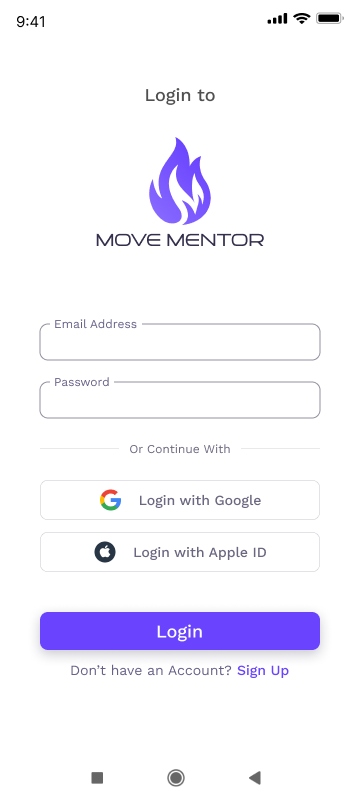 9:41
Login to
MOVE MENTOR
Email Address
Password
Or Continue With
Login with Google
Login with Apple ID
Login
Don’t have an Account? Sign Up